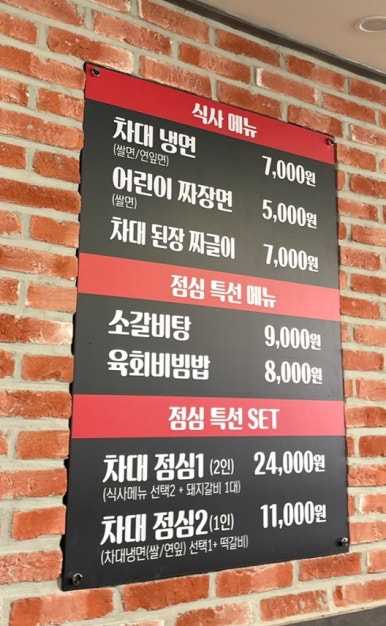 식사 메뉴
차대 냉면 7,000원
(쌀면/연잎면)
어린이 짜장면 5,000원
(쌀면)
차대 된장 찌글이 7,000원
점심 특선 메뉴
소갈비탕 9,000원
육회비빔밥 8,000원
점심 특선 SET
차대 점심1 (2인) 24,000원
(식사메뉴 선택2 + 돼지갈비 1대)
차대 점심2 (1인) 11,000원
(차대냉면(쌀/연잎) 선택1+ 떡갈비)